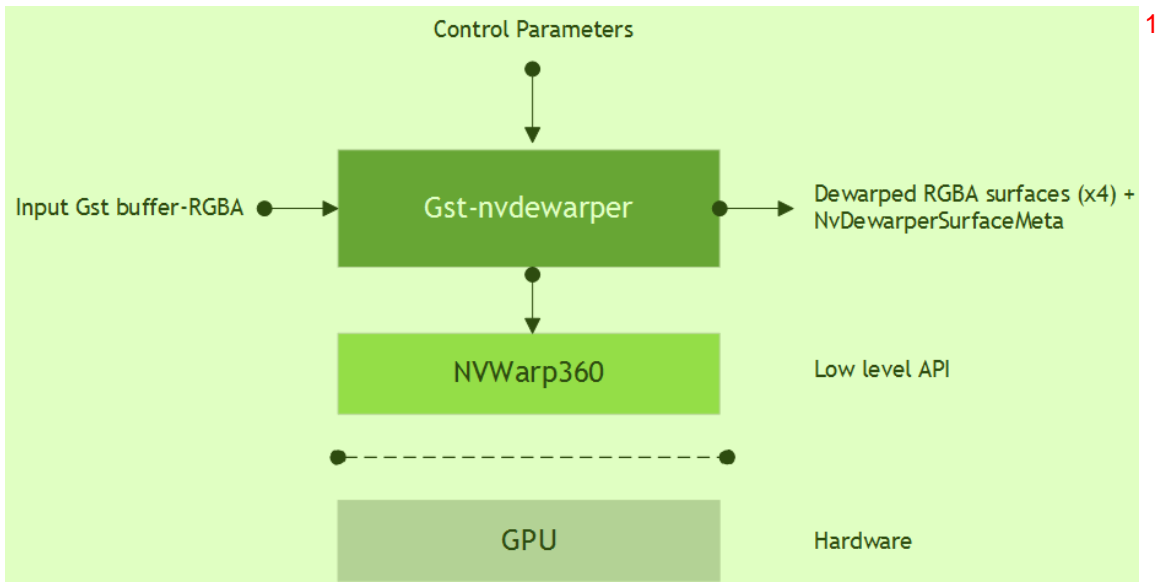 1
Control Parameters
Input Gst buffer-RGBA
Gst-nvdewarper
Dewarped RGBA surfaces (x4) +
NvDewarperSurfaceMeta
NVWarp360
Low level API
GPU
Hardware